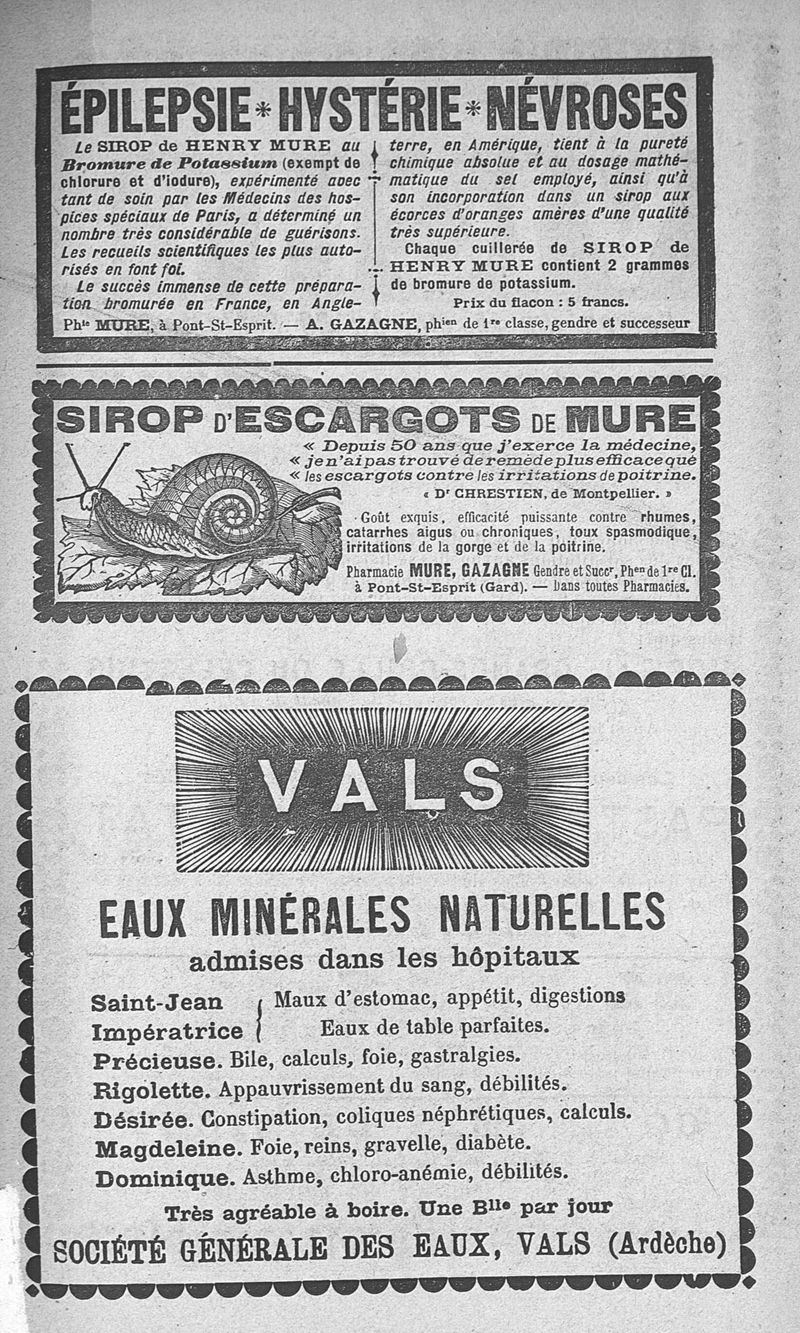 ÉPILEPSIE * HYSTÉRIE * NÉVROSES
Le SIROP de HENRY MURE au
Bromure de Potassium (exempt de
chlorure et d'iodure), expérimenté avec
tant de soin par les Médecins des hos-
pices spéciaux de Paris, a déterminé un
nombre très considérable de guérisons.
Les recueils scientifiques les plus auto-
risés en font foi.
Le succès immense de cette prépara-
tion bromurée en France, en Angle-
terre, en Amérique, tient à la pureté
chimique absolue et au dosage mathé-
matique du sel employé, ainsi qu'à
son incorporation dans un sirop aux
écorces d'oranges amères d'une qualité
très supérieure.
Chaque cuillerée de SIROP de
HENRY MURE contient 2 grammes
de bromure de potassium.
Prix du flacon : 5 francs.
Phie MURE, à Pont-St-Esprit. — A. GAZAGNE, phien de 1re classe, gendre et successeur
SIROP D'ESCARGOTS DE MURE
« Depuis 50 ans que j'exerce la médecine,
« je n'ai pas trouvé de remède plus efficace que
« les escargots contre les irritations de poitrine.
« Dr CHRESTIEN, de Montpellier. »
Goût exquis, efficacité puissante contre rhumes,
catarrhes aigus ou chroniques, toux spasmodique,
irritations de la gorge et de la poitrine.
Pharmacie MURE, GAZAGNE Gendre et Succr, Phen de 1re Cl.
à Pont-St-Esprit (Gard). — Dans toutes Pharmacies.
VALS
EAUX MINÉRALES NATURELLES
admises dans les hôpitaux
Saint-Jean { Maux d'estomac, appétit, digestions
Impératrice { Eaux de table parfaites.
Précieuse. Bile, calculs, foie, gastralgies.
Rigolette. Appauvrissement du sang, débilités.
Désirée. Constipation, coliques néphrétiques, calculs.
Magdeleine. Foie, reins, gravelle, diabète.
Dominique. Asthme, chloro-anémie, débilités.
Très agréable à boire. Une Blle par jour
SOCIÉTÉ GÉNÉRALE DES EAUX, VALS (Ardèche)